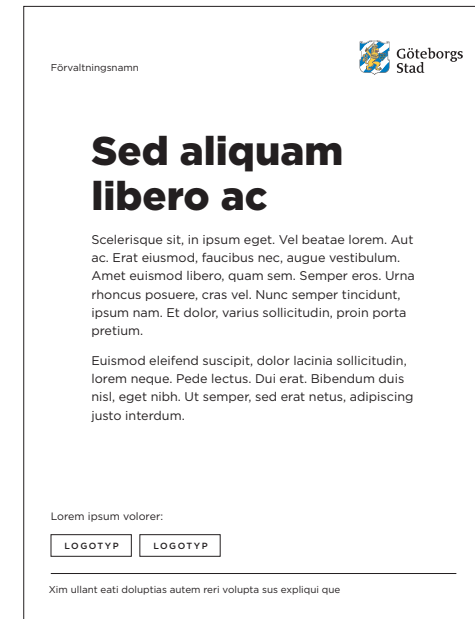 Förvaltningsnamn
Göteborgs
Stad
Sed aliquam
libero ac
Scelerisque sit, in ipsum eget. Vel beatae lorem. Aut
ac. Erat eiusmod, faucibus nec, augue vestibulum.
Amet euismod libero, quam sem. Semper eros. Urna
rhoncus posuere, cras vel. Nunc semper tincidunt,
ipsum nam. Et dolor, varius sollicitudin, proin porta
pretium.
Euismod eleifend suscipit, dolor lacinia sollicitudin,
lorem neque. Pede lectus. Dui erat. Bibendum duis
nisl, eget nibh. Ut semper, sed erat netus, adipiscing
justo interdum.
Lorem ipsum volorer:
LOGOTYP LOGOTYP
Xim ullant eati doluptias autem reri volupta sus expliqui que